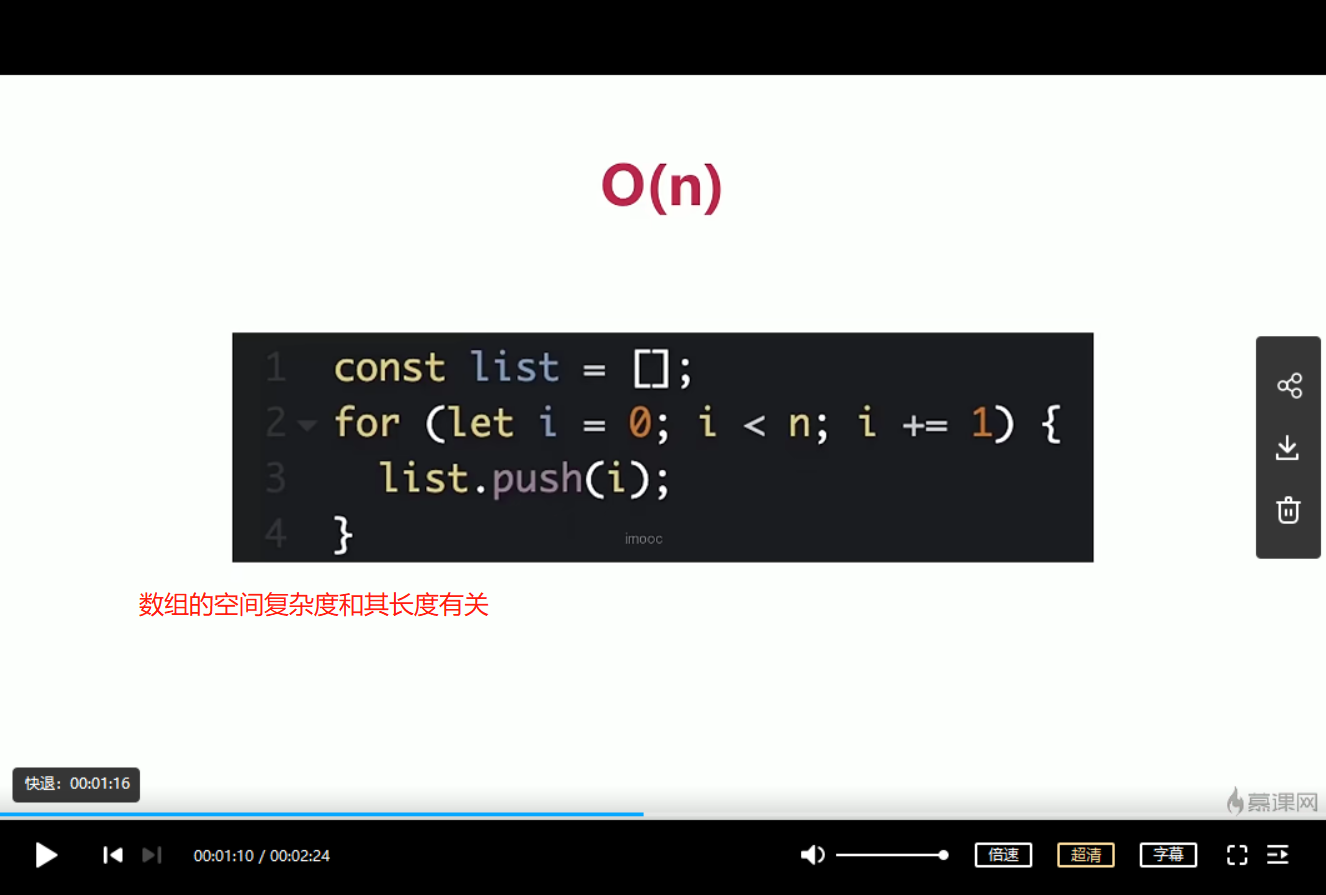 O(n)
1 const list = [];
2 for (let i = 0; i < n; i += 1) {
3 list.push(i);
4 }
imooc
数组的空间复杂度和其长度有关
快退：00:01:16
慕课网
00:01:10 / 00:02:24
倍速
超清
字幕